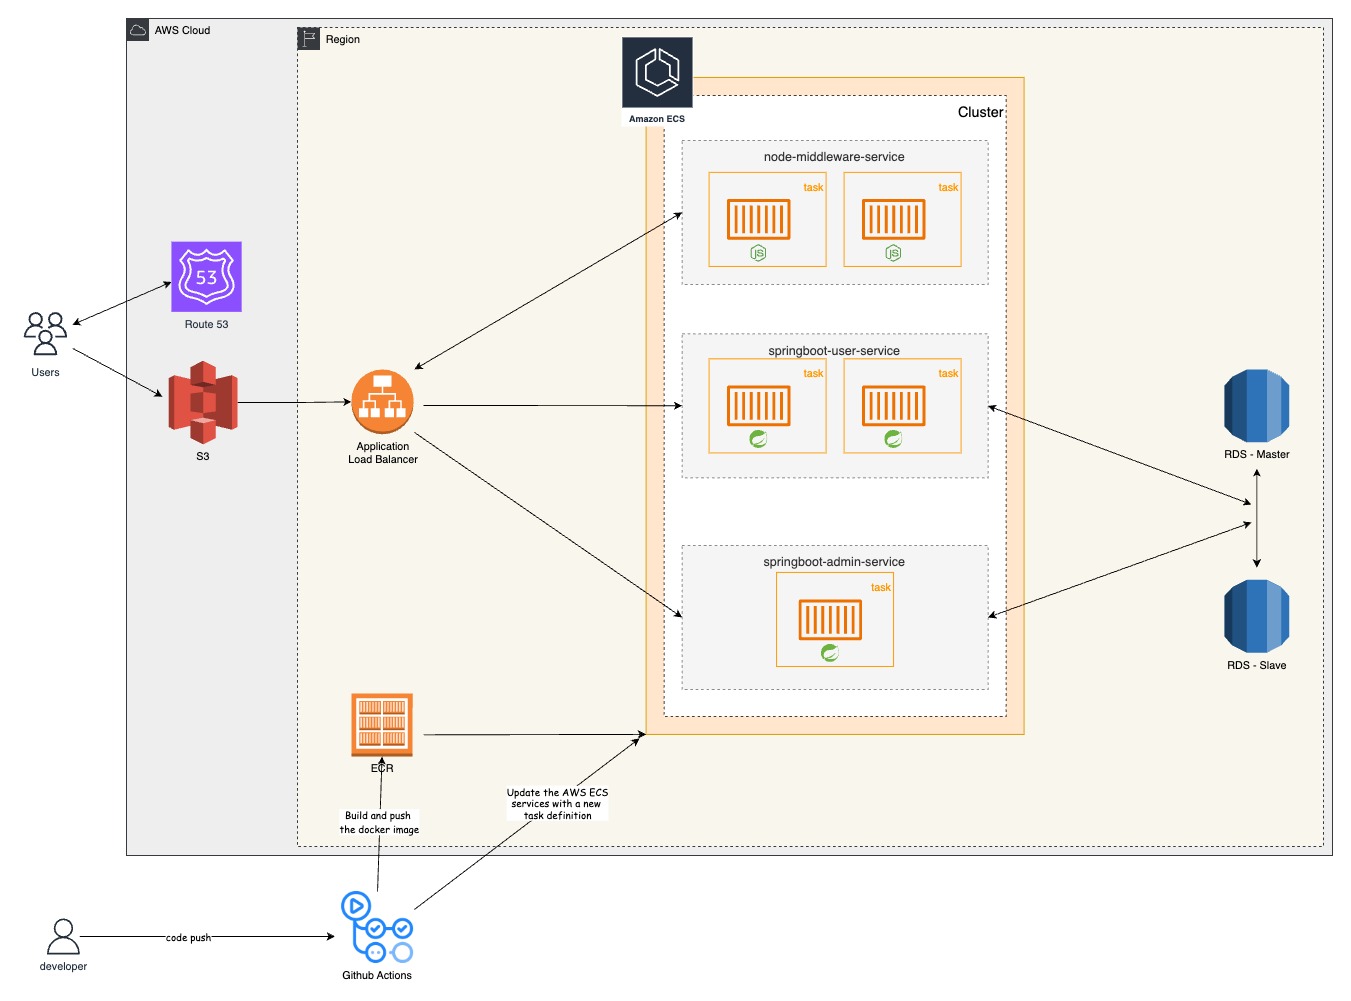 AWS Cloud
Region
Amazon ECS
Cluster
node-middleware-service
task
task
JS
JS
53
Route 53
Users
S3
Application
Load Balancer
springboot-user-service
task
task
RDS - Master
springboot-admin-service
task
RDS - Slave
ECR
Build and push
the docker image
Update the AWS ECS
services with a new
task definition
code push
developer
Github Actions